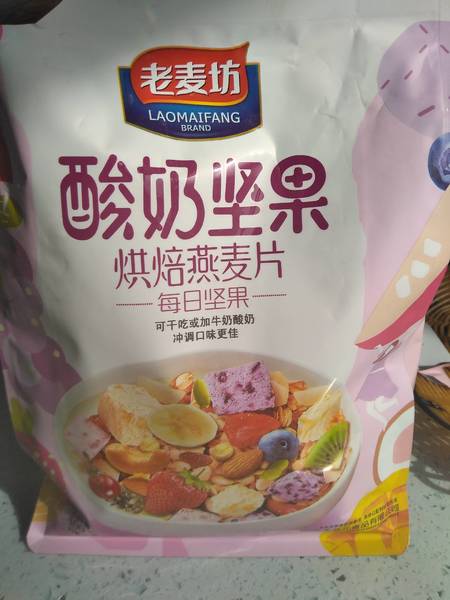 老麦坊
LAOMAIFANG
BRAND
酸奶坚果
烘焙燕麦片
每日坚果
可干吃或加牛奶酸奶
冲调口味更佳